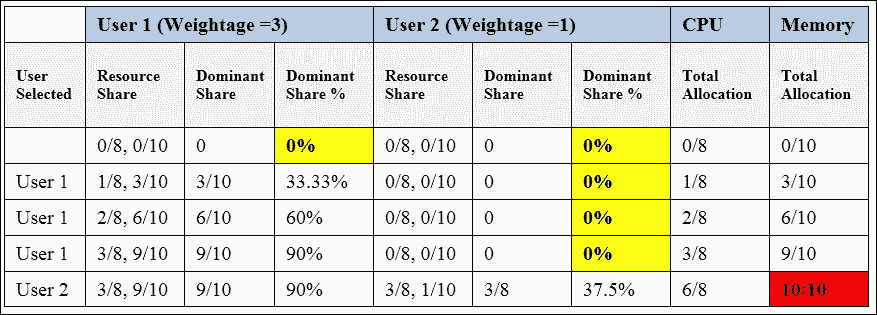 User 1 (Weightage =3) User 2 (Weightage =1) CPU Memory
User Selected Resource Share Dominant Share Dominant Share % Resource Share Dominant Share Dominant Share % Total Allocation Total Allocation
0/8, 0/10 0 0% 0/8, 0/10 0 0% 0/8 0/10
User 1 1/8, 3/10 3/10 33.33% 0/8, 0/10 0 0% 1/8 3/10
User 1 2/8, 6/10 6/10 60% 0/8, 0/10 0 0% 2/8 6/10
User 1 3/8, 9/10 9/10 90% 0/8, 0/10 0 0% 3/8 9/10
User 2 3/8, 9/10 9/10 90% 3/8, 1/10 3/8 37.5% 6/8 10/10